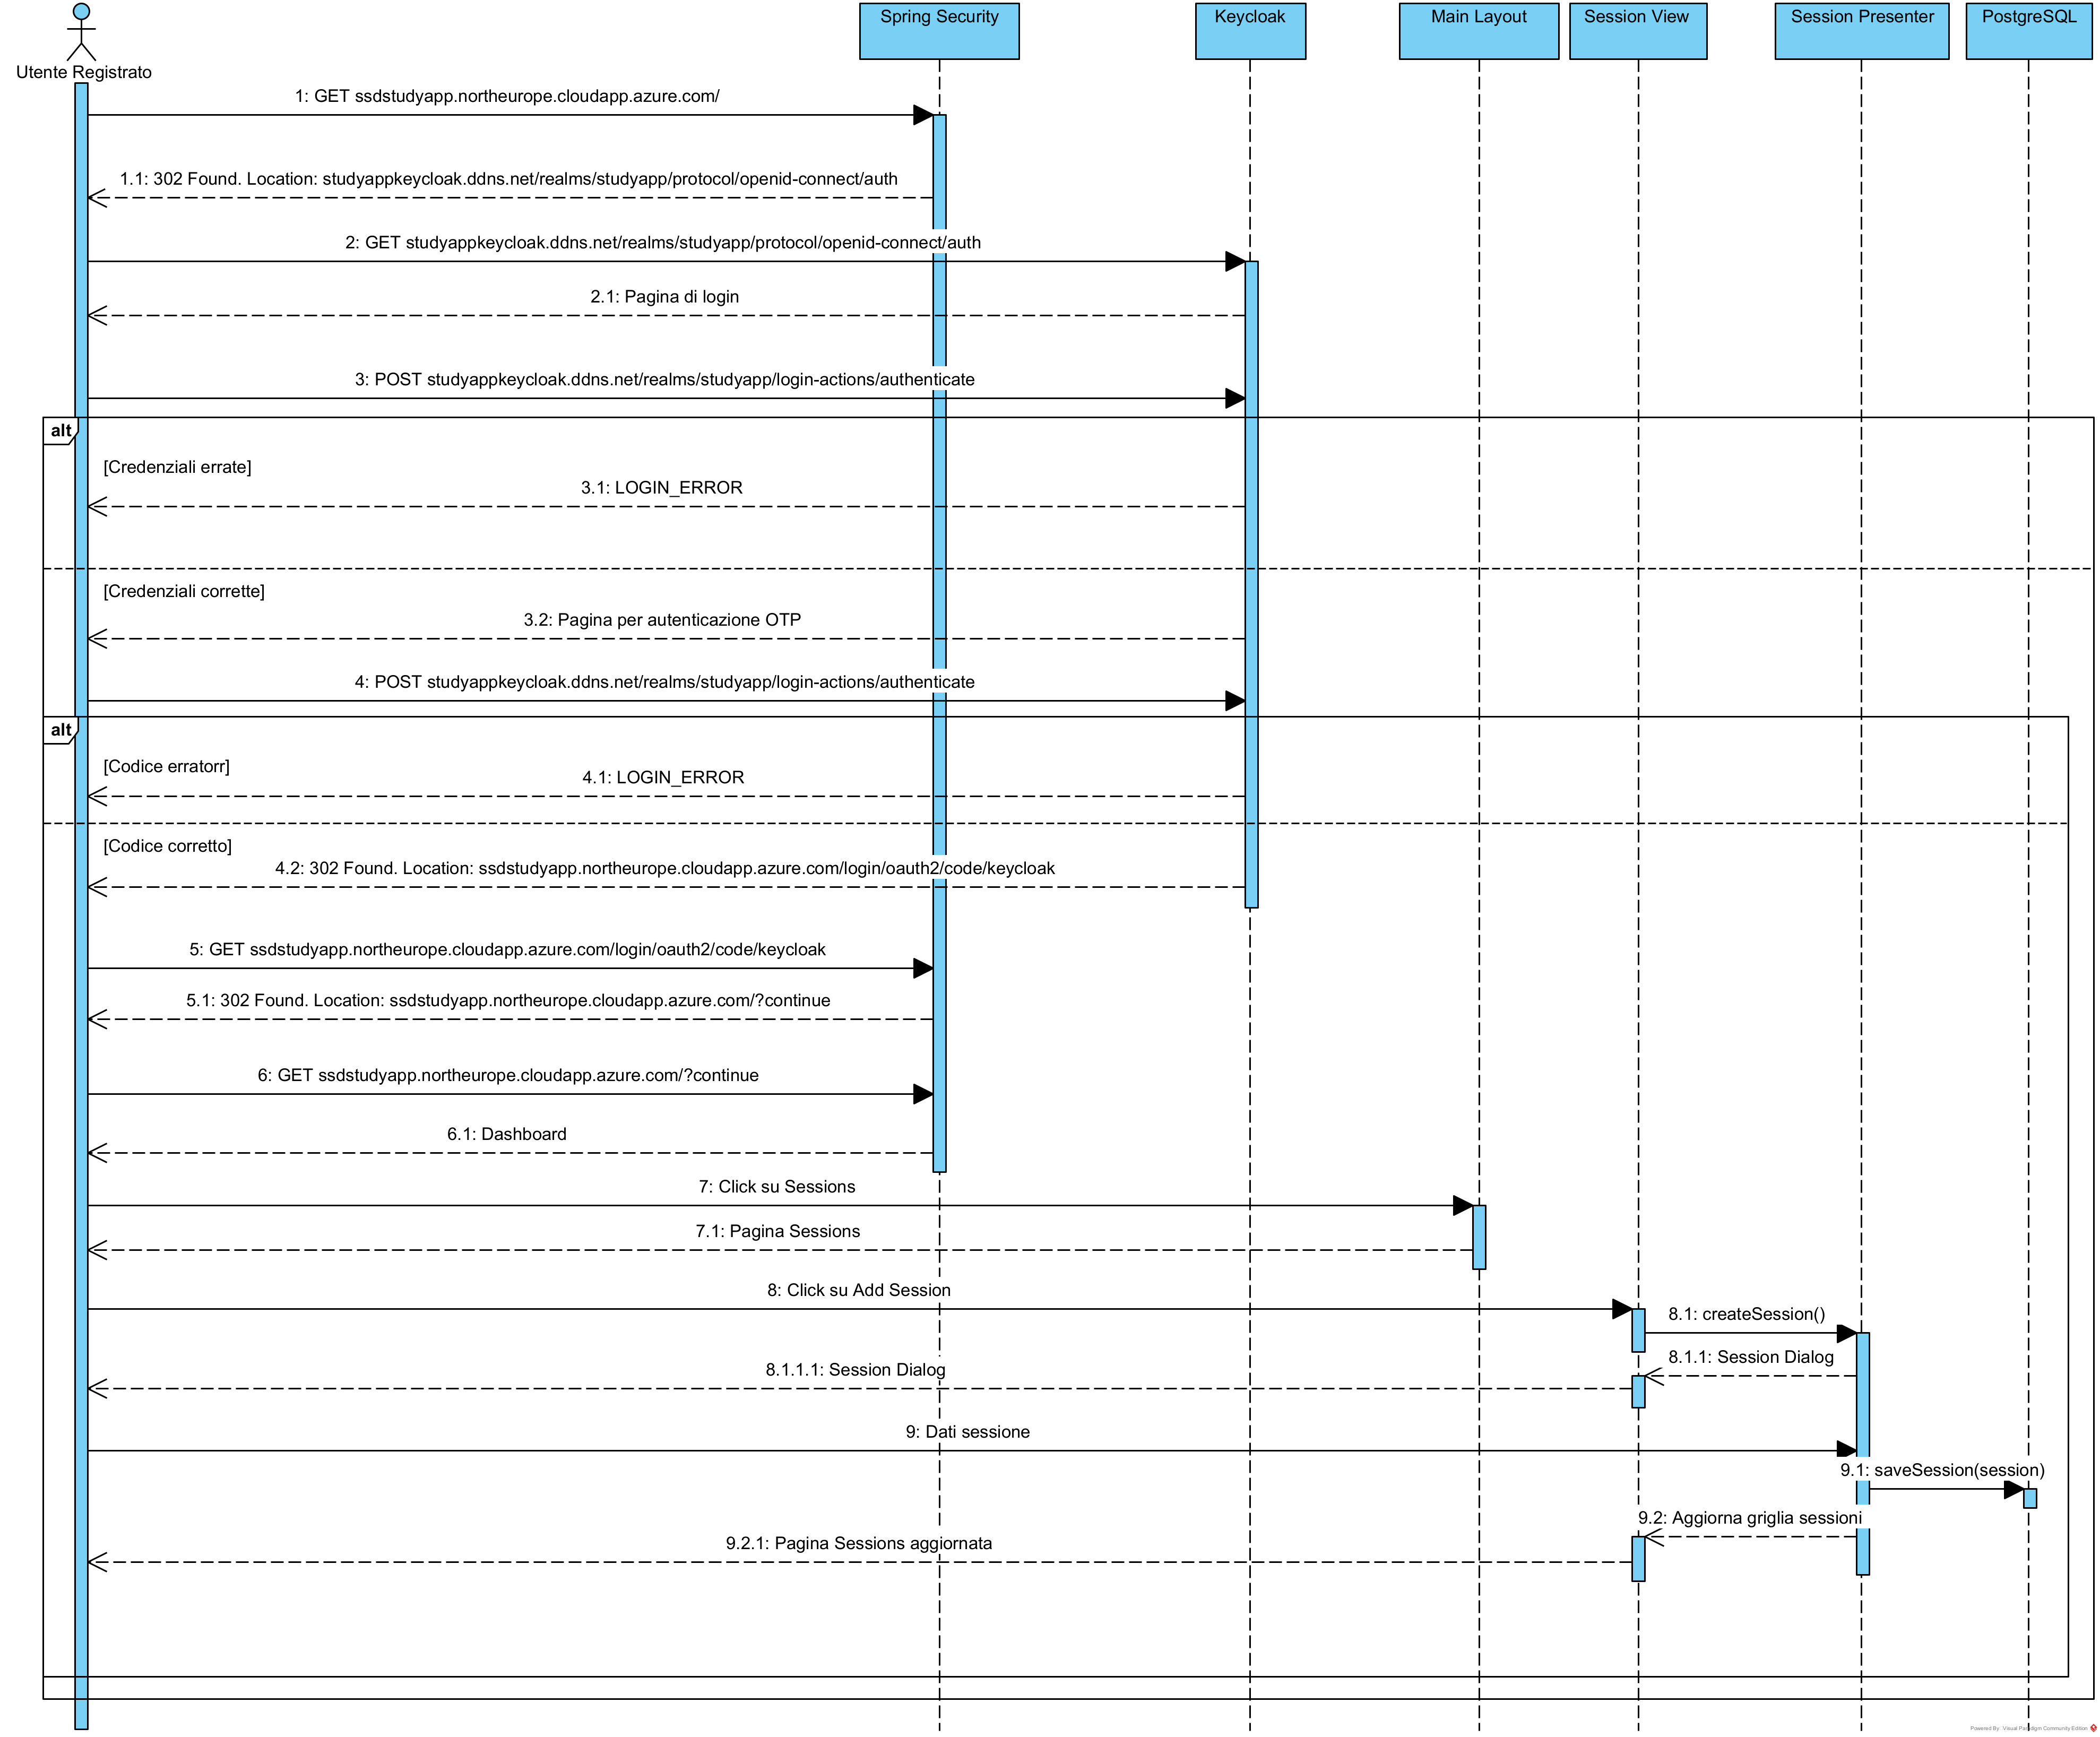 Spring Security
Keycloak
Main Layout
Session View
Session Presenter
PostgreSQL
Utente Registrato
1: GET ssdstudyapp.northeurope.cloudapp.azure.com/
1.1: 302 Found. Location: studyappkeycloak.ddns.net/realms/studyapp/protocol/openid-connect/auth
2: GET studyappkeycloak.ddns.net/realms/studyapp/protocol/openid-connect/auth
2.1: Pagina di login
3: POST studyappkeycloak.ddns.net/realms/studyapp/login-actions/authenticate
alt
[Credenziali errate]
3.1: LOGIN_ERROR
[Credenziali corrette]
3.2: Pagina per autenticazione OTP
4: POST studyappkeycloak.ddns.net/realms/studyapp/login-actions/authenticate
alt
[Codice erratorr]
4.1: LOGIN_ERROR
[Codice corretto]
4.2: 302 Found. Location: ssdstudyapp.northeurope.cloudapp.azure.com/login/oauth2/code/keycloak
5: GET ssdstudyapp.northeurope.cloudapp.azure.com/login/oauth2/code/keycloak
5.1: 302 Found. Location: ssdstudyapp.northeurope.cloudapp.azure.com/?continue
6: GET ssdstudyapp.northeurope.cloudapp.azure.com/?continue
6.1: Dashboard
7: Click su Sessions
7.1: Pagina Sessions
8: Click su Add Session
8.1: createSession()
8.1.1: Session Dialog
8.1.1.1: Session Dialog
9: Dati sessione
9.1: saveSession(session)
9.2: Aggiorna griglia sessioni
9.2.1: Pagina Sessions aggiornata
Powered By: Visual Paradigm Community Edition